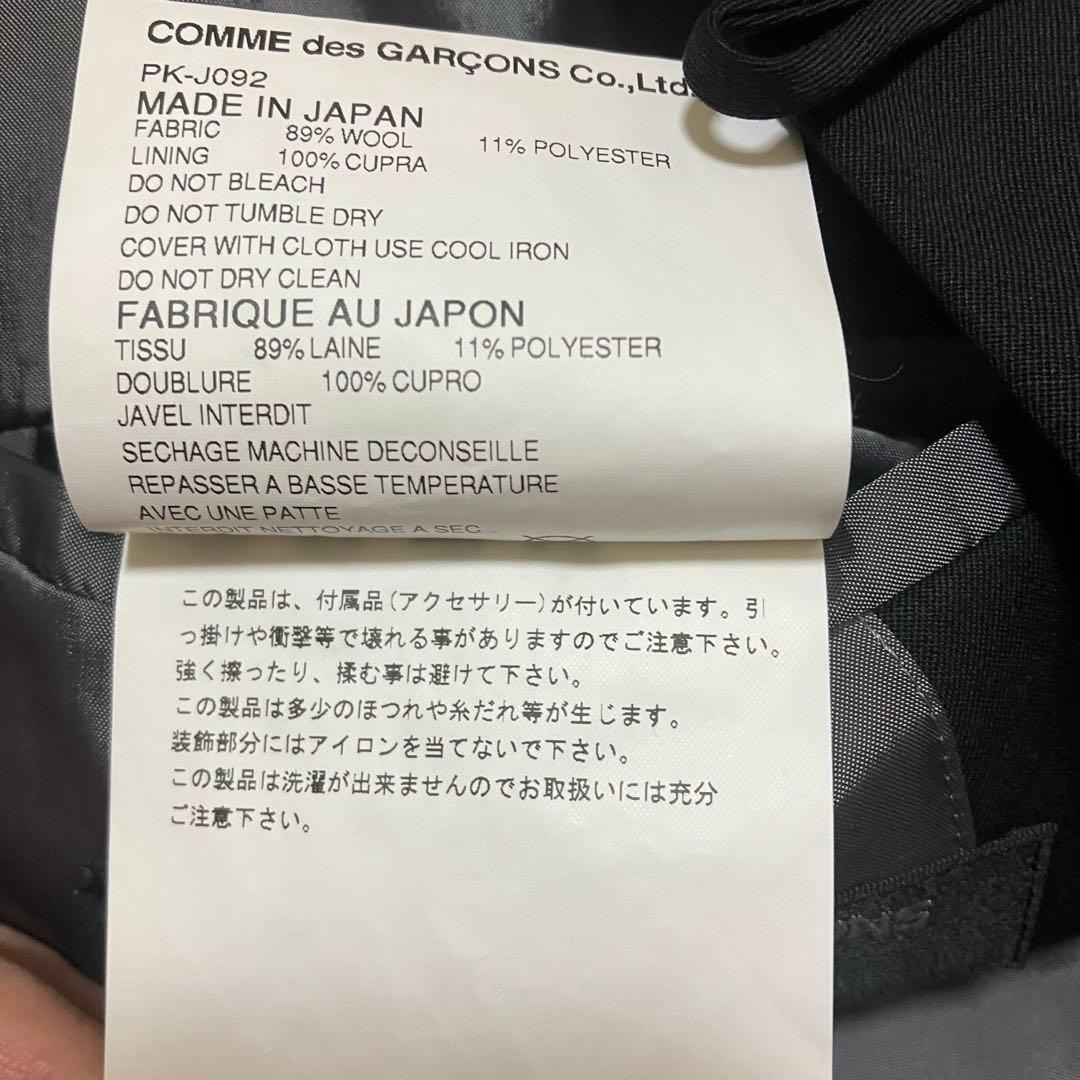 COMME des GARÇONS Co.,Ltd.
PK-J092
MADE IN JAPAN
FABRIC 89% WOOL 11% POLYESTER
LINING 100% CUPRA
DO NOT BLEACH
DO NOT TUMBLE DRY
COVER WITH CLOTH USE COOL IRON
DO NOT DRY CLEAN
FABRIQUE AU JAPON
TISSU 89% LAINE 11% POLYESTER
DOUBLURE 100% CUPRO
JAVEL INTERDIT
SECHAGE MACHINE DECONSEILLE
REPASSER A BASSE TEMPERATURE
AVEC UNE PATTE
INTERDIT NETTOYAGE A SEC
この製品は、付属品(アクセサリー)が付いています。引
っ掛けや衝撃等で壊れる事がありますのでご注意下さい。
強く擦ったり、揉む事は避けて下さい。
この製品は多少のほつれや糸だれ等が生じます。
装飾部分にはアイロンを当てないで下さい。
この製品は洗濯が出来ませんのでお取扱いには充分
ご注意下さい。